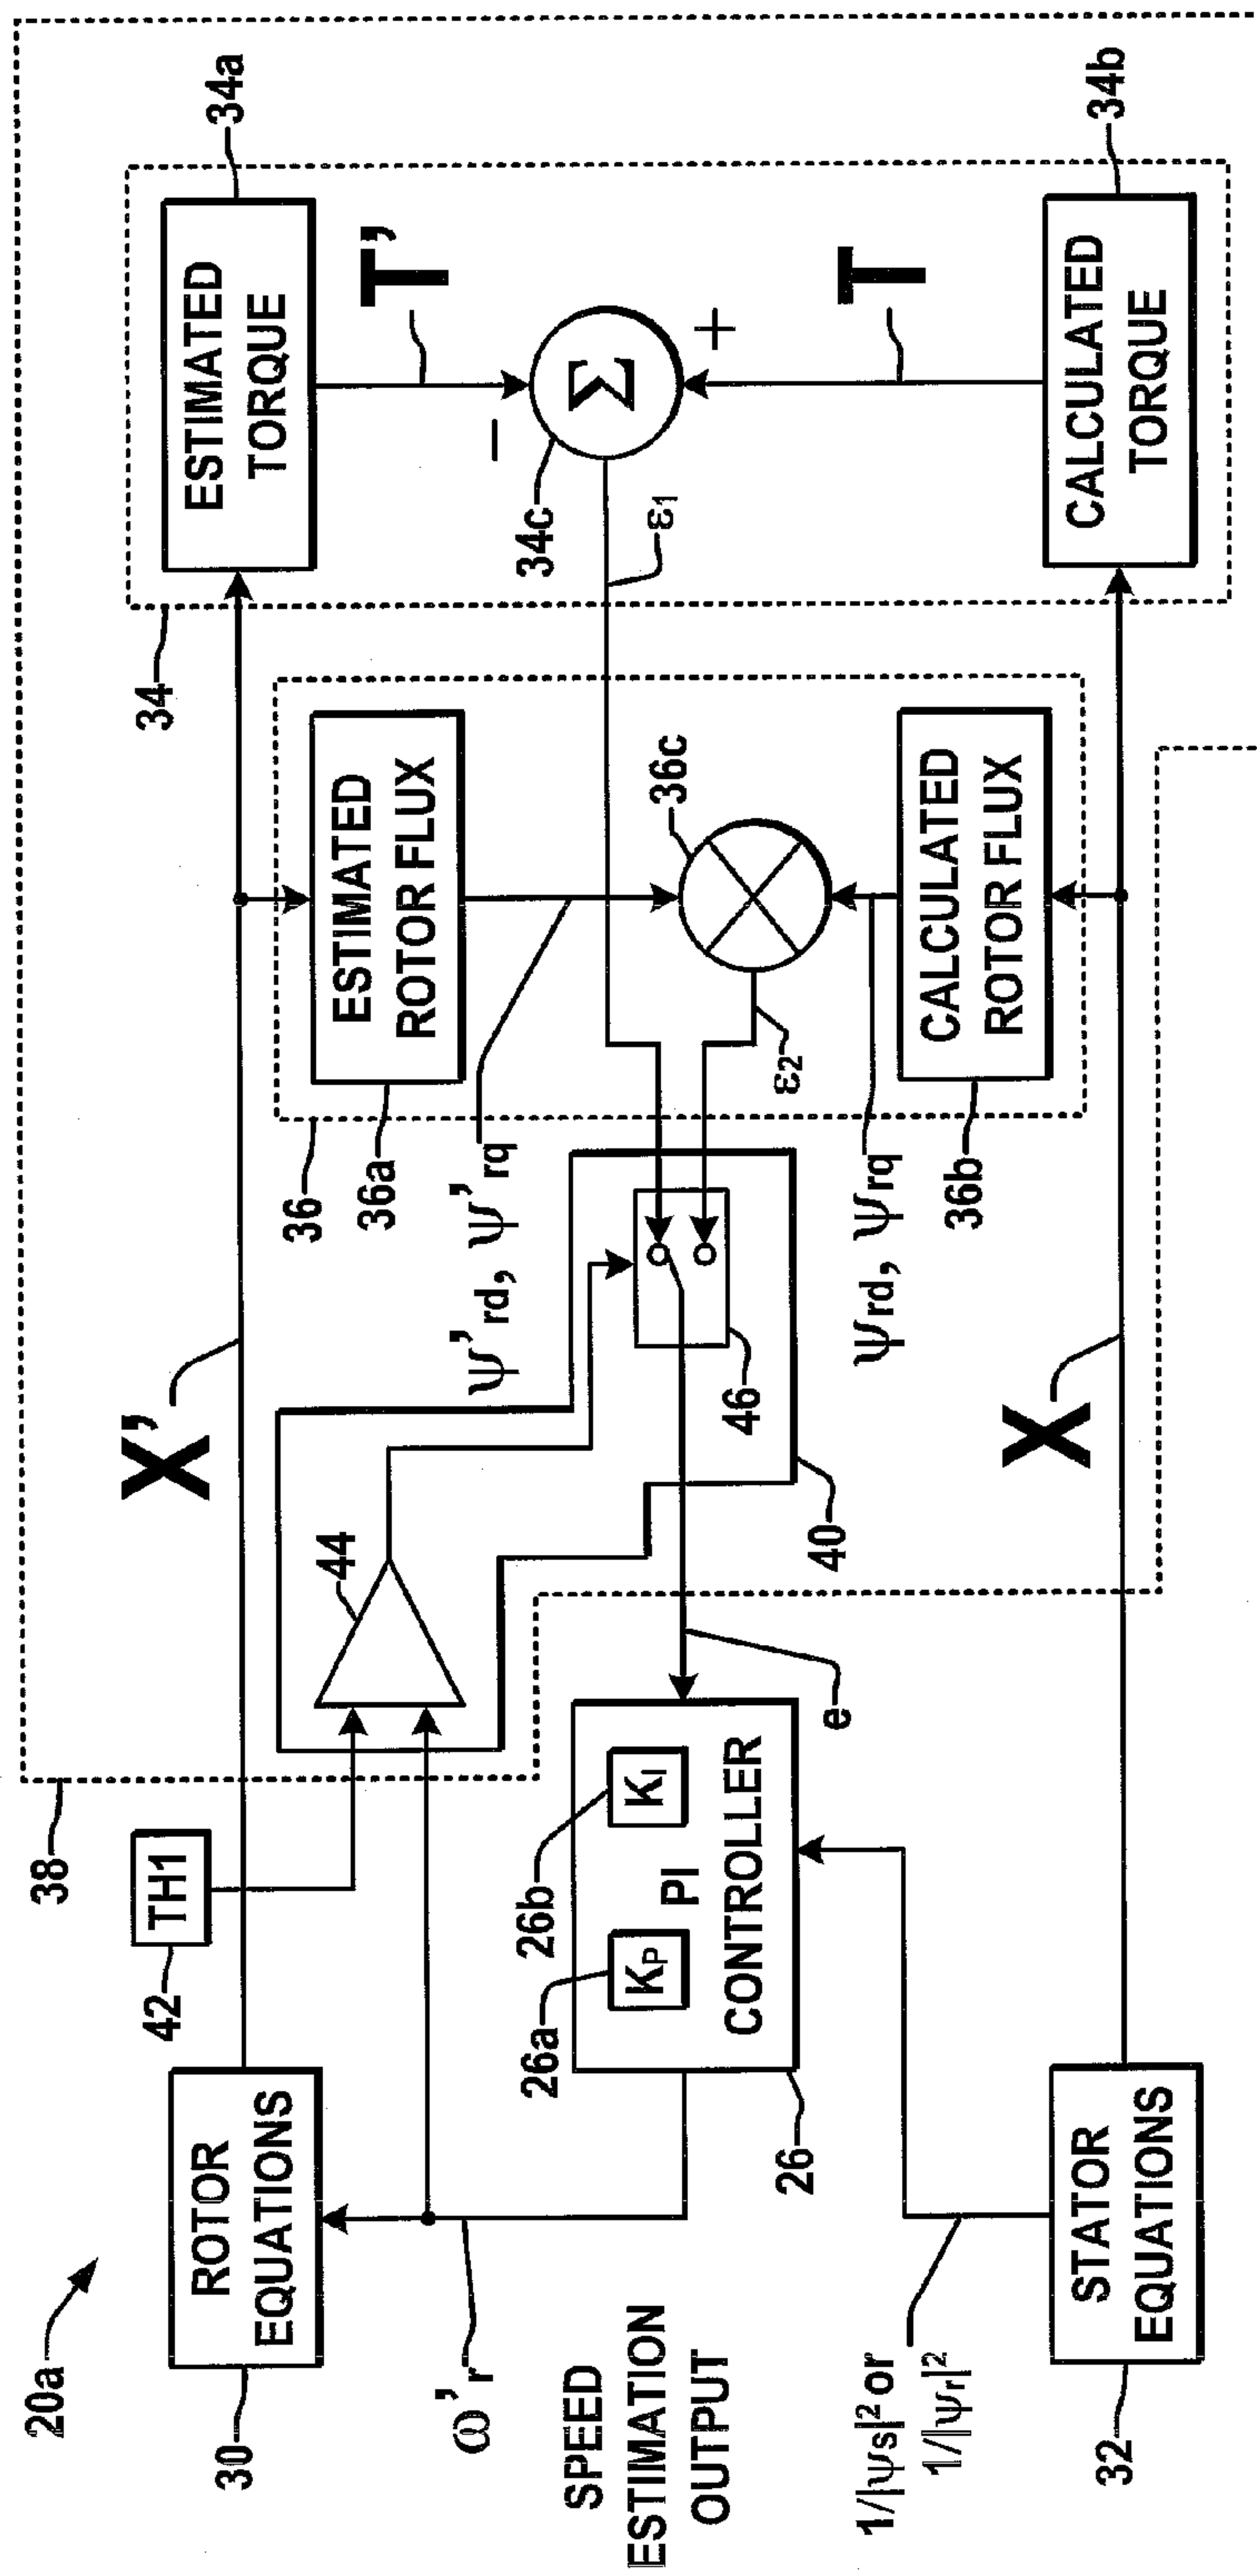 20a
30
ROTOR
EQUATIONS
42
TH1
38
X’
34
ESTIMATED
TORQUE
34a
44
36
36a
ESTIMATED
ROTOR FLUX
T’
−
Σ
34c
+
T
ω’r
SPEED
ESTIMATION
OUTPUT
26a
KP
26b
KI
PI
CONTROLLER
26
e
40
46
ψ’rd, ψ’rq
ε1
36c
ε2
ψrd, ψrq
36b
CALCULATED
ROTOR FLUX
1/|ψs|2 or
1/|ψr|2
32
STATOR
EQUATIONS
X
CALCULATED
TORQUE
34b